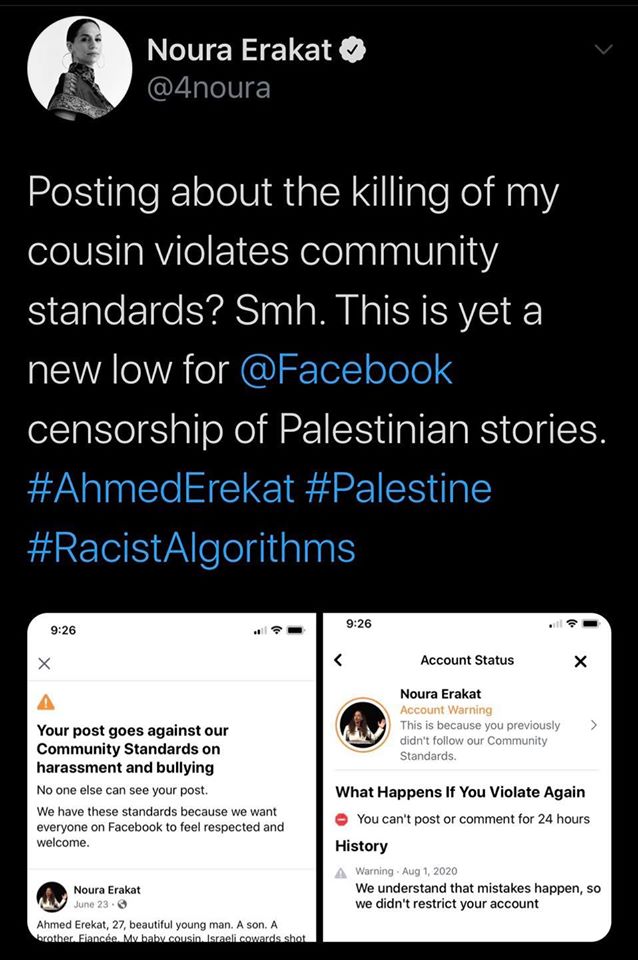 Noura Erakat
@4noura
Posting about the killing of my
cousin violates community
standards? Smh. This is yet a
new low for @Facebook
censorship of Palestinian stories.
#AhmedErekat #Palestine
#RacistAlgorithms
9:26
Your post goes against our
Community Standards on
harassment and bullying
No one else can see your post.
We have these standards because we want
everyone on Facebook to feel respected and
welcome.
Noura Erakat
June 23 ·
Ahmed Erekat, 27, beautiful young man. A son. A
brother. Fiancée. My baby cousin. Israeli cowards shot
9:26
Account Status
Noura Erakat
Account Warning
This is because you previously
didn't follow our Community
Standards.
What Happens If You Violate Again
You can't post or comment for 24 hours
History
Warning · Aug 1, 2020
We understand that mistakes happen, so
we didn't restrict your account